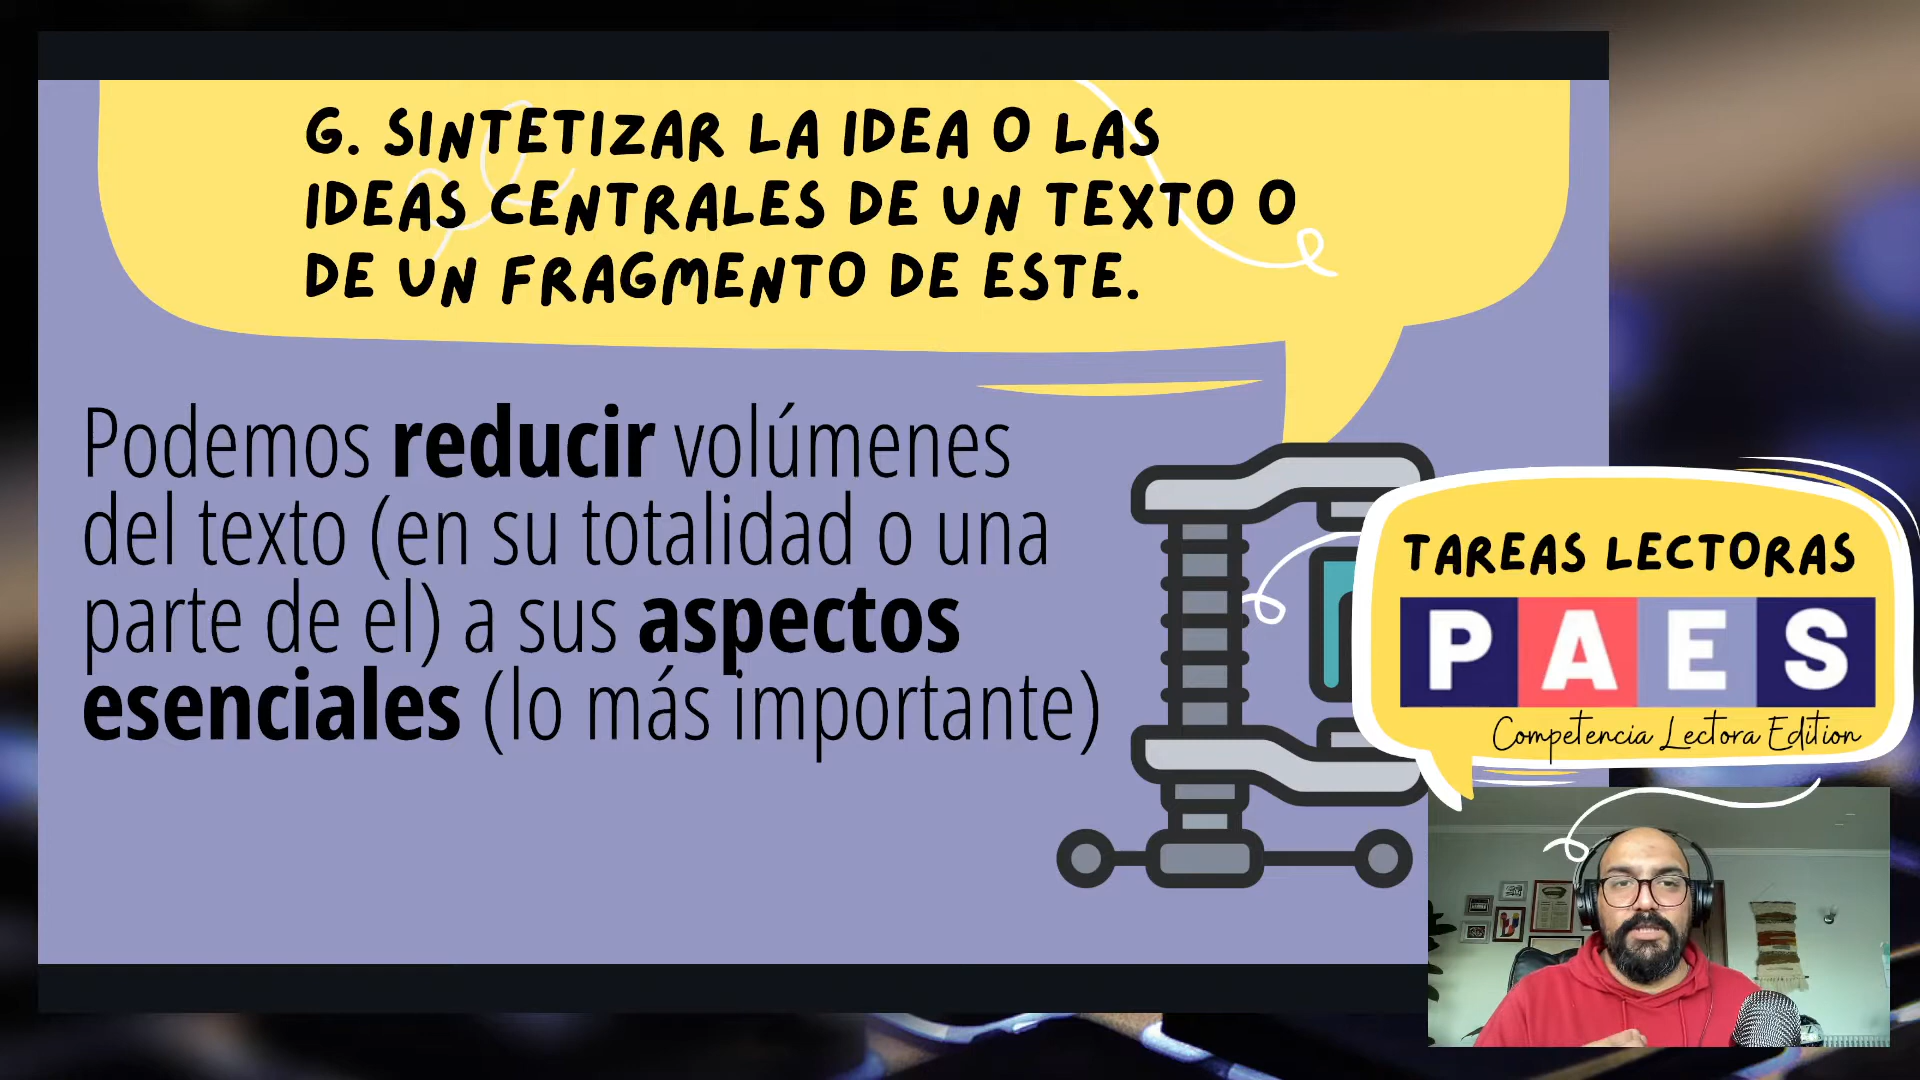 G. SINTETIZAR LA IDEA O LAS
IDEAS CENTRALES DE UN TEXTO O
DE UN FRAGMENTO DE ESTE.
Podemos reducir volúmenes
del texto (en su totalidad o una
parte de el) a sus aspectos
esenciales (lo más importante)
TAREAS LECTORAS
PAES
Competencia Lectora Edition